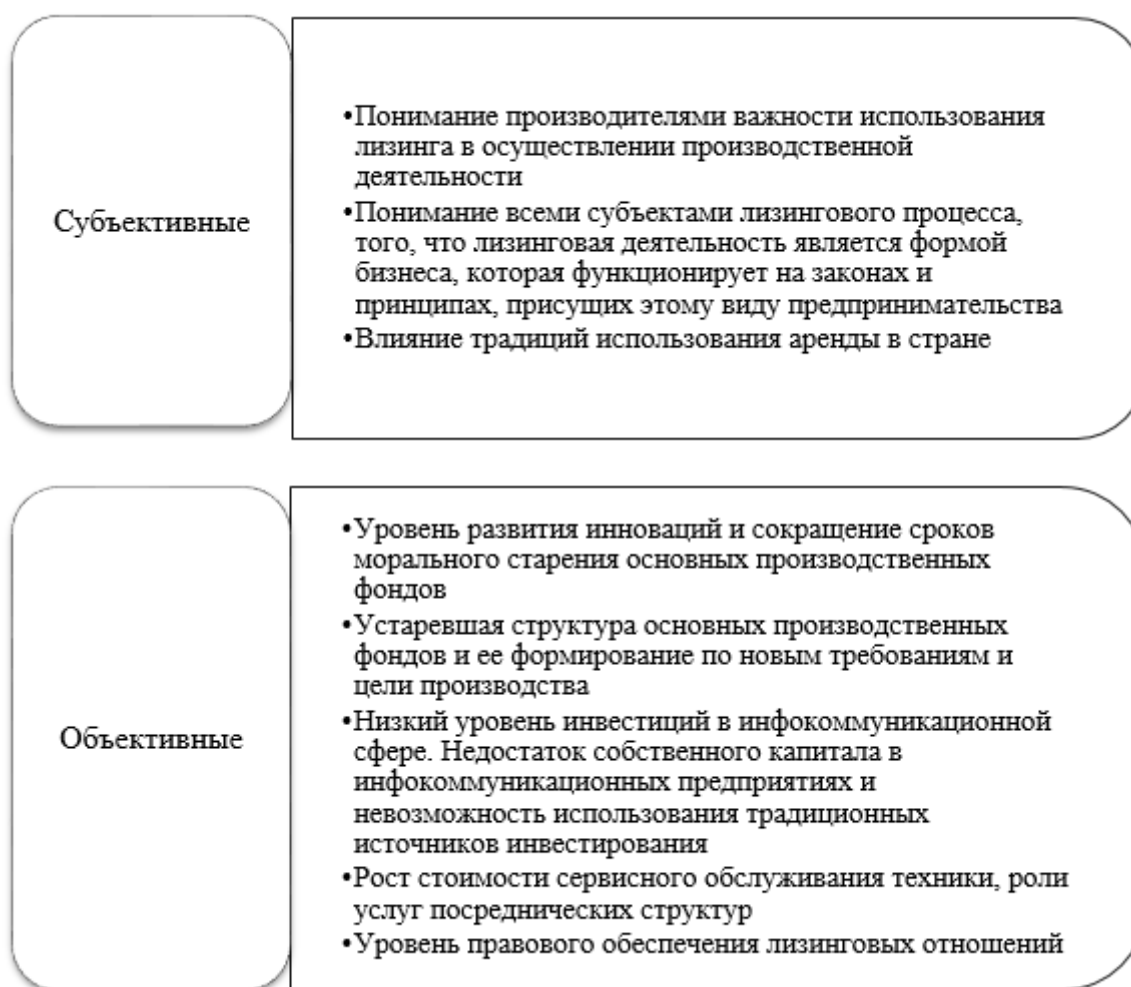 Субъективные
•Понимание производителями важности использования
лизинга в осуществлении производственной
деятельности
•Понимание всеми субъектами лизингового процесса,
того, что лизинговая деятельность является формой
бизнеса, которая функционирует на законах и
принципах, присущих этому виду предпринимательства
•Влияние традиций использования аренды в стране
Объективные
•Уровень развития инноваций и сокращение сроков
морального старения основных производственных
фондов
•Устаревшая структура основных производственных
фондов и ее формирование по новым требованиям и
цели производства
•Низкий уровень инвестиций в инфокоммуникационной
сфере. Недостаток собственного капитала в
инфокоммуникационных предприятиях и
невозможность использования традиционных
источников инвестирования
•Рост стоимости сервисного обслуживания техники, роли
услуг посреднических структур
•Уровень правового обеспечения лизинговых отношений